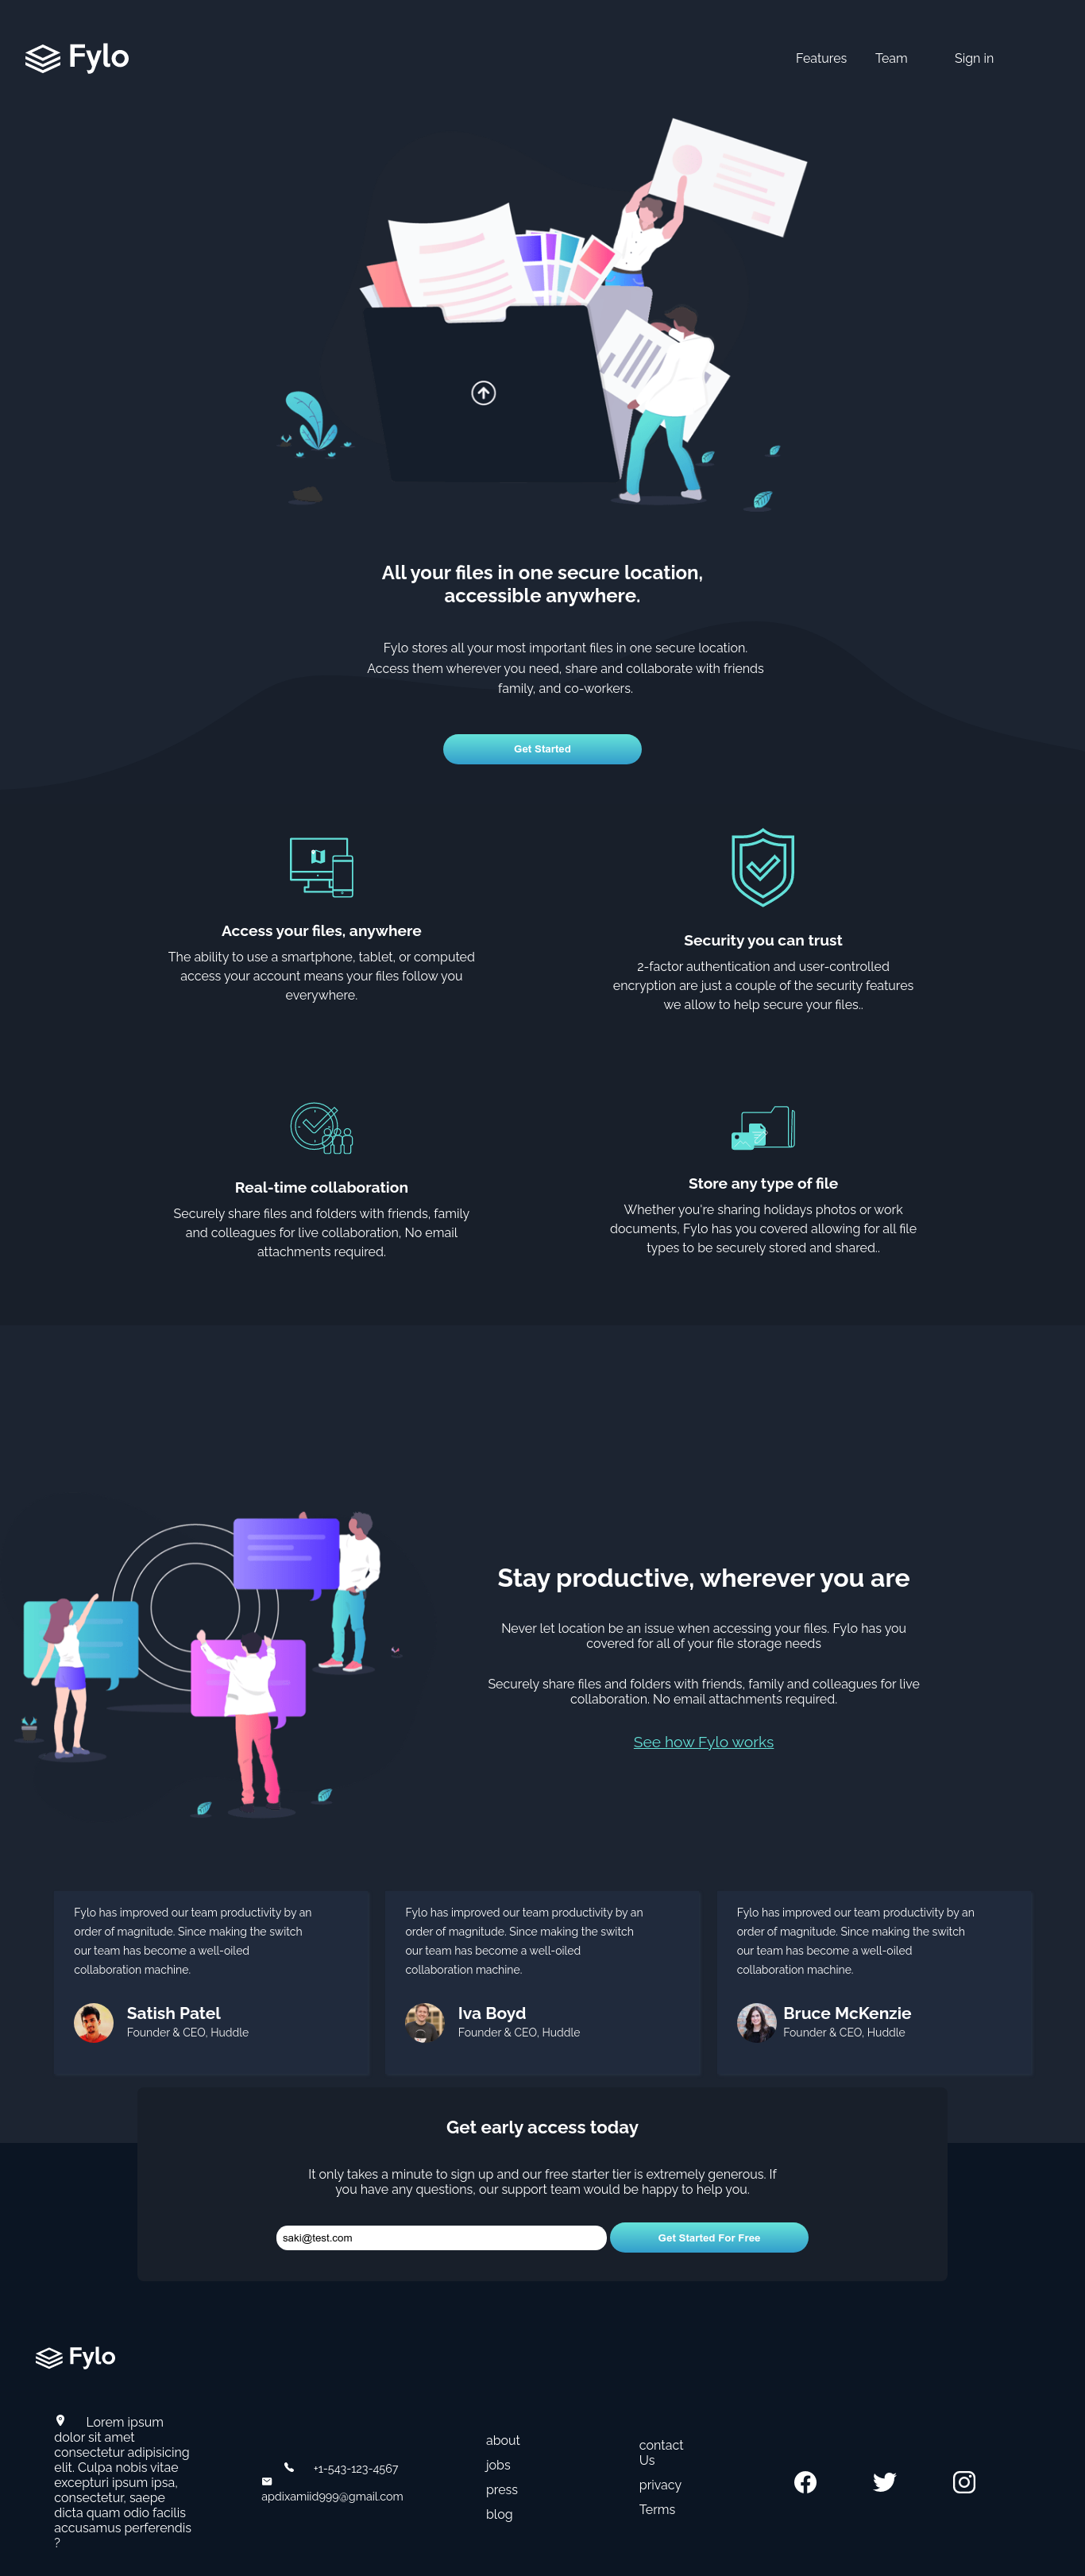 Fylo
Features
Team
Sign in
All your files in one secure location,
accessible anywhere.
Fylo stores all your most important files in one secure location.
Access them wherever you need, share and collaborate with friends
family, and co-workers.
Get Started
Access your files, anywhere
The ability to use a smartphone, tablet, or computed
access your account means your files follow you
everywhere.
Security you can trust
2-factor authentication and user-controlled
encryption are just a couple of the security features
we allow to help secure your files..
Real-time collaboration
Securely share files and folders with friends, family
and colleagues for live collaboration, No email
attachments required.
Store any type of file
Whether you're sharing holidays photos or work
documents, Fylo has you covered allowing for all file
types to be securely stored and shared..
Stay productive, wherever you are
Never let location be an issue when accessing your files. Fylo has you
covered for all of your file storage needs
Securely share files and folders with friends, family and colleagues for live
collaboration. No email attachments required.
See how Fylo works
Fylo has improved our team productivity by an
order of magnitude. Since making the switch
our team has become a well-oiled
collaboration machine.
Satish Patel
Founder & CEO, Huddle
Fylo has improved our team productivity by an
order of magnitude. Since making the switch
our team has become a well-oiled
collaboration machine.
Iva Boyd
Founder & CEO, Huddle
Fylo has improved our team productivity by an
order of magnitude. Since making the switch
our team has become a well-oiled
collaboration machine.
Bruce McKenzie
Founder & CEO, Huddle
Get early access today
It only takes a minute to sign up and our free starter tier is extremely generous. If
you have any questions, our support team would be happy to help you.
saki@test.com
Get Started For Free
Fylo
Lorem ipsum
dolor sit amet
consectetur adipisicing
elit. Culpa nobis vitae
excepturi ipsum ipsa,
consectetur, saepe
dicta quam odio facilis
accusamus perferendis
?
+1-543-123-4567
apdixamiid999@gmail.com
about
jobs
press
blog
contact
Us
privacy
Terms